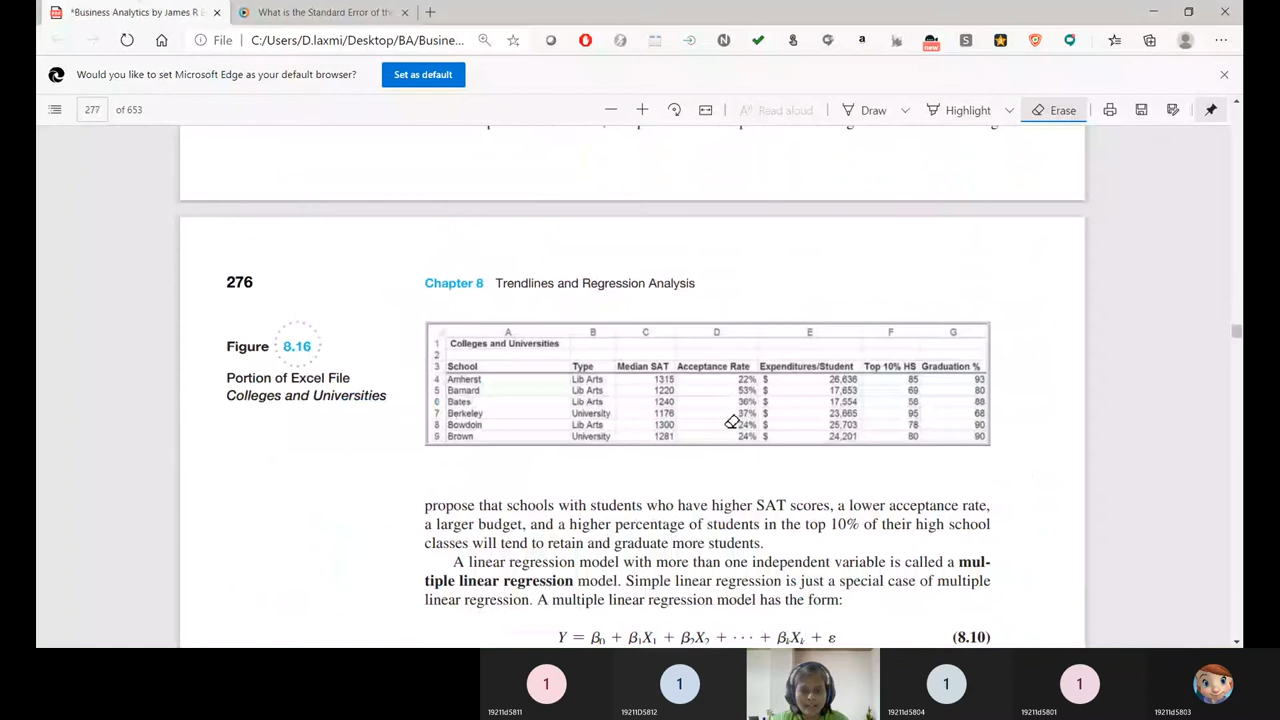 *Business Analytics by James R E
What is the Standard Error of the
File
C:/Users/D.laxmi/Desktop/BA/Busine...
new
Would you like to set Microsoft Edge as your default browser?
Set as default
277 of 653
Read aloud
Draw
Highlight
Erase
276
Chapter 8 Trendlines and Regression Analysis
Figure 8.16
Portion of Excel File
Colleges and Universities
A B C D E F G
1 Colleges and Universities
2
3 School Type Median SAT Acceptance Rate Expenditures/Student Top 10% HS Graduation %
4 Amherst Lib Arts 1315 22% $ 26,636 85 93
5 Barnard Lib Arts 1220 53% $ 17,653 69 80
6 Bates Lib Arts 1240 36% $ 17,554 58 88
7 Berkeley University 1176 37% $ 23,665 95 68
8 Bowdoin Lib Arts 1300 24% $ 25,703 78 90
9 Brown University 1281 24% $ 24,201 80 90
propose that schools with students who have higher SAT scores, a lower acceptance rate,
a larger budget, and a higher percentage of students in the top 10% of their high school
classes will tend to retain and graduate more students.
A linear regression model with more than one independent variable is called a mul-
tiple linear regression model. Simple linear regression is just a special case of multiple
linear regression. A multiple linear regression model has the form:
Y = β0 + β1X1 + β2X2 + · · · + βkXk + ε (8.10)
1 1 1 1
19211d5811 19211D5812 19211d5804 19211d5801 19211d5803